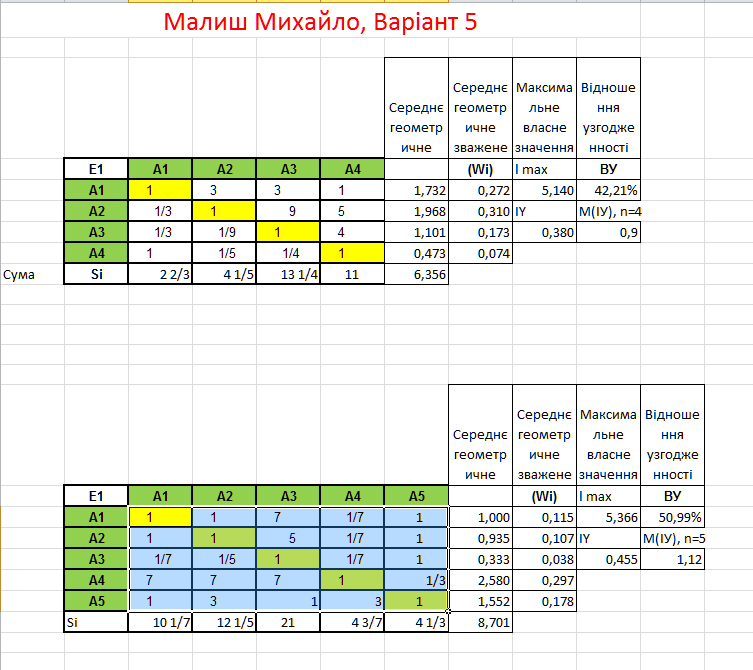 Малиш Михайло, Варіант 5
Середнє геометр ичне Середнє геометр ичне зважене Максима льне власне значення Відноше ння узгодже нності
E1 A1 A2 A3 A4 (Wi) l max ВУ
A1 1 3 3 1 1,732 0,272 5,140 42,21%
A2 1/3 1 9 5 1,968 0,310 ІУ М(ІУ), n=4
A3 1/3 1/9 1 4 1,101 0,173 0,380 0,9
A4 1 1/5 1/4 1 0,473 0,074
Сума Si 2 2/3 4 1/5 13 1/4 11 6,356
Середнє геометр ичне Середнє геометр ичне зважене Максима льне власне значення Відноше ння узгодже нності
E1 A1 A2 A3 A4 A5 (Wi) l max ВУ
A1 1 1 7 1/7 1 1,000 0,115 5,366 50,99%
A2 1 1 5 1/7 1 0,935 0,107 ІУ М(ІУ), n=5
A3 1/7 1/5 1 1/7 1 0,333 0,038 0,455 1,12
A4 7 7 7 1 1/3 2,580 0,297
A5 1 3 1 3 1 1,552 0,178
Si 10 1/7 12 1/5 21 4 3/7 4 1/3 8,701